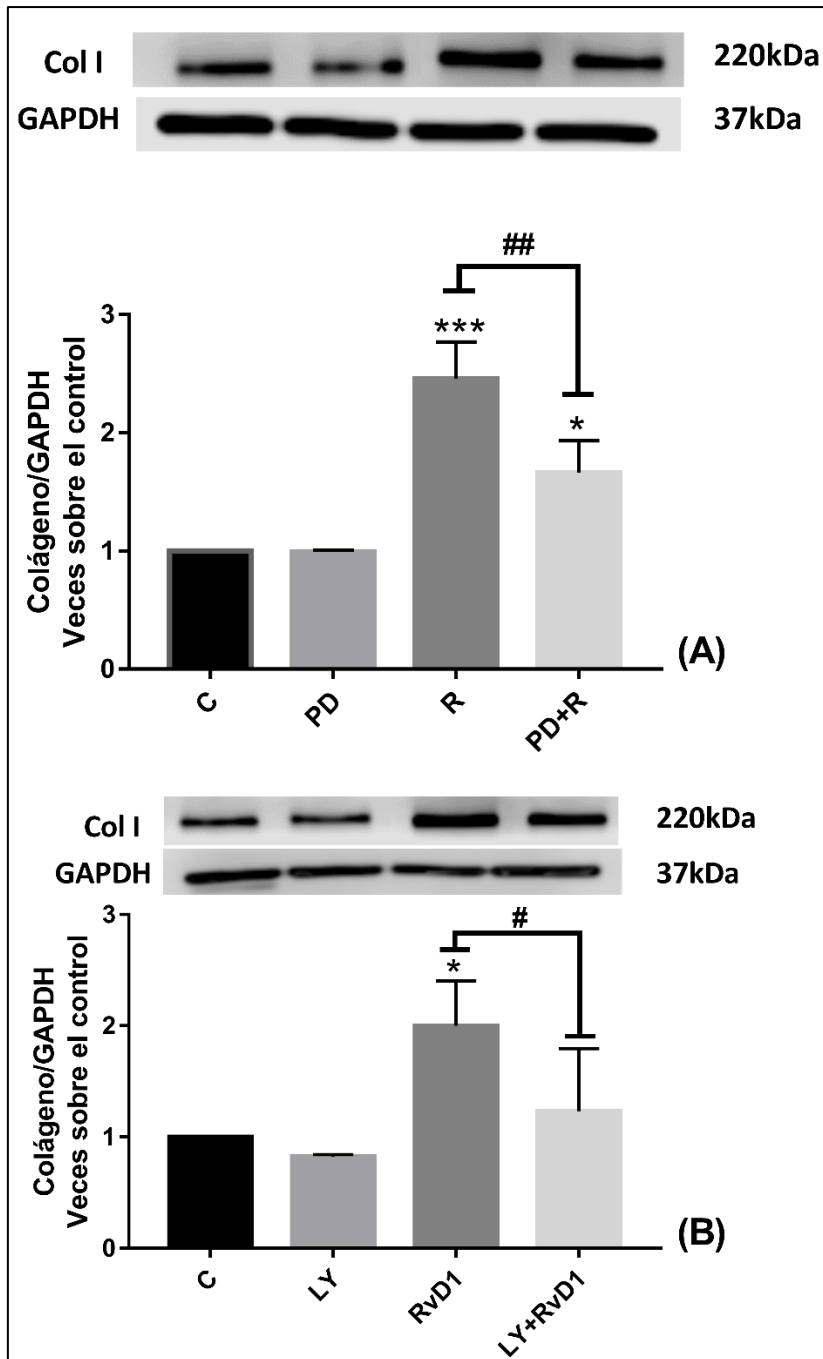 Col I 220kDa
GAPDH 37kDa
##
3
***
*
2
1
0
Colágeno/GAPDH
Veces sobre el control
C PD R PD+R
(A)
Col I 220kDa
GAPDH 37kDa
3
#
*
2
1
0
Colágeno/GAPDH
Veces sobre el control
C LY RvD1 LY+RvD1
(B)